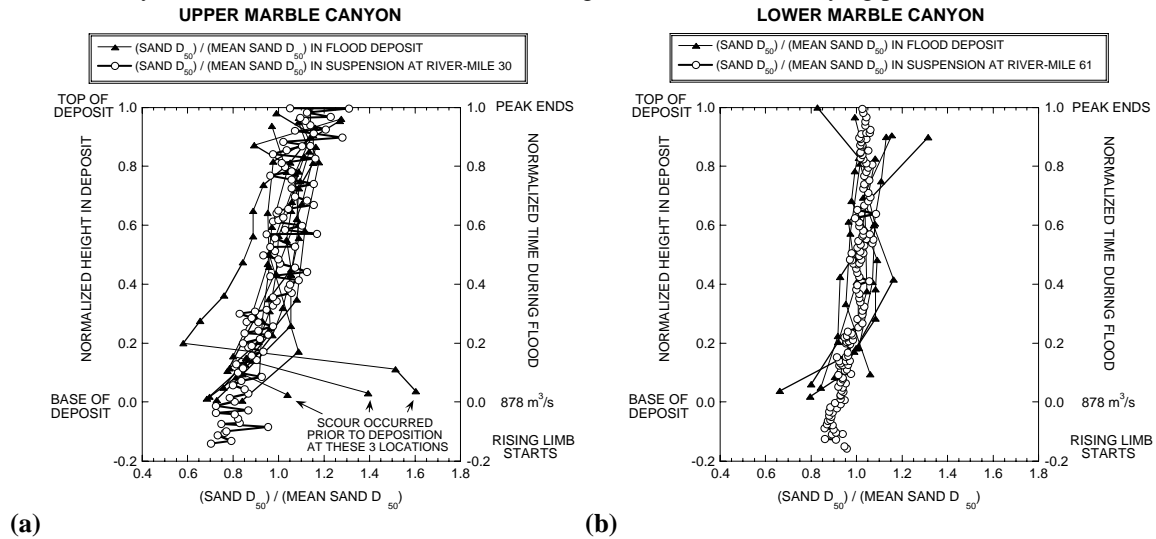 UPPER MARBLE CANYON
(SAND D50) / (MEAN SAND D50) IN FLOOD DEPOSIT
(SAND D50) / (MEAN SAND D50) IN SUSPENSION AT RIVER-MILE 30
TOP OF
DEPOSIT
1.0
0.8
0.6
0.4
0.2
0.0
-0.2
NORMALIZED HEIGHT IN DEPOSIT
BASE OF
DEPOSIT
1.0
0.8
0.6
0.4
0.2
0.0
-0.2
PEAK ENDS
NORMALIZED TIME DURING FLOOD
878 m³/s
RISING LIMB
STARTS
SCOUR OCCURRED
PRIOR TO DEPOSITION
AT THESE 3 LOCATIONS
0.4 0.6 0.8 1.0 1.2 1.4 1.6 1.8
(SAND D50) / (MEAN SAND D50)
(a)
LOWER MARBLE CANYON
(SAND D50) / (MEAN SAND D50) IN FLOOD DEPOSIT
(SAND D50) / (MEAN SAND D50) IN SUSPENSION AT RIVER-MILE 61
TOP OF
DEPOSIT
1.0
0.8
0.6
0.4
0.2
0.0
-0.2
NORMALIZED HEIGHT IN DEPOSIT
BASE OF
DEPOSIT
1.0
0.8
0.6
0.4
0.2
0.0
-0.2
PEAK ENDS
NORMALIZED TIME DURING FLOOD
878 m³/s
RISING LIMB
STARTS
0.4 0.6 0.8 1.0 1.2 1.4 1.6 1.8
(SAND D50) / (MEAN SAND D50)
(b)